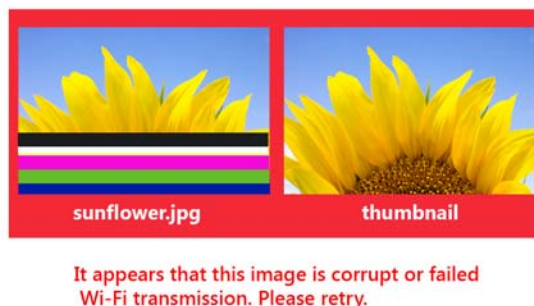 sunflower.jpg
thumbnail
It appears that this image is corrupt or failed
Wi-Fi transmission. Please retry.